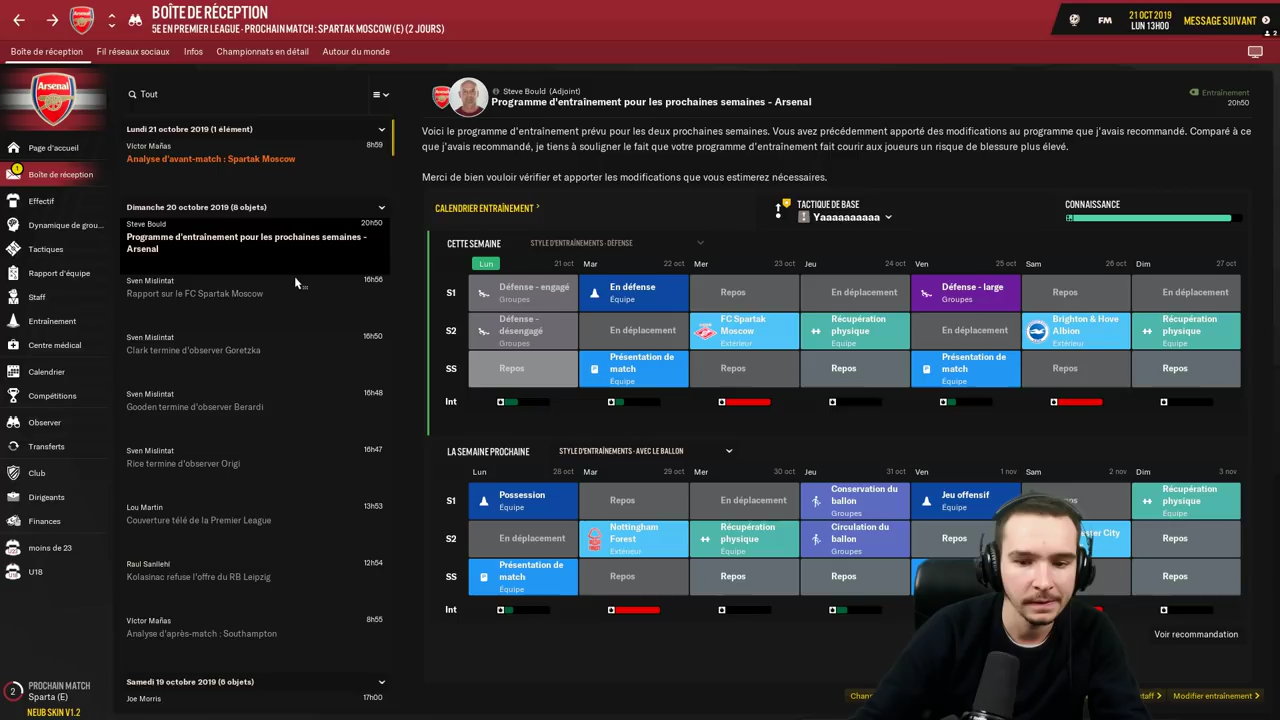 BOÎTE DE RÉCEPTION
5E EN PREMIER LEAGUE - PROCHAIN MATCH : SPARTAK MOSCOW (E) (2 JOURS)
FM
21 OCT 2019
LUN 13H00
MESSAGE SUIVANT
2
Boîte de réception
Fil réseaux sociaux
Infos
Championnats en détail
Autour du monde
Arsenal
Page d'accueil
1
Boîte de réception
Effectif
Dynamique de grou...
Tactiques
Rapport d'équipe
Staff
Entraînement
Centre médical
Calendrier
Compétitions
Observer
Transferts
Club
Dirigeants
Finances
moins de 23
U18
2
PROCHAIN MATCH
Sparta (E)
NEUB SKIN V1.2
Tout
Lundi 21 octobre 2019 (1 élément)
Víctor Mañas 8h59
Analyse d'avant-match : Spartak Moscow
Dimanche 20 octobre 2019 (8 objets)
Steve Bould 20h50
Programme d'entraînement pour les prochaines semaines -
Arsenal
Sven Mislintat 16h56
Rapport sur le FC Spartak Moscow
Sven Mislintat 16h50
Clark termine d'observer Goretzka
Sven Mislintat 16h48
Gooden termine d'observer Berardi
Sven Mislintat 16h47
Rice termine d'observer Origi
Lou Martin 13h53
Couverture télé de la Premier League
Raul Sanllehí 12h54
Kolasinac refuse l'offre du RB Leipzig
Víctor Mañas 8h55
Analyse d'après-match : Southampton
Samedi 19 octobre 2019 (6 objets)
Joe Morris 17h00
Steve Bould (Adjoint)
Programme d'entraînement pour les prochaines semaines - Arsenal
Entraînement
20h50
Voici le programme d'entraînement prévu pour les deux prochaines semaines. Vous avez précédemment apporté des modifications au programme que j'avais recommandé. Comparé à ce
que j'avais recommandé, je tiens à souligner le fait que votre programme d'entraînement fait courir aux joueurs un risque de blessure plus élevé.
Merci de bien vouloir vérifier et apporter les modifications que vous estimerez nécessaires.
CALENDRIER ENTRAÎNEMENT
TACTIQUE DE BASE
Yaaaaaaaaaa
CONNAISSANCE
CETTE SEMAINE
STYLE D'ENTRAÎNEMENTS - DÉFENSE
Lun 21 oct Mar 22 oct Mer 23 oct Jeu 24 oct Ven 25 oct Sam 26 oct Dim 27 oct
S1
Défense - engagé
Groupes
En défense
Équipe
Repos
En déplacement
Défense - large
Groupes
Repos
En déplacement
S2
Défense -
désengagé
Groupes
En déplacement
FC Spartak
Moscow
Extérieur
Récupération
physique
Équipe
En déplacement
Brighton & Hove
Albion
Extérieur
Récupération
physique
Équipe
SS
Repos
Présentation de
match
Équipe
Repos
Repos
Présentation de
match
Équipe
Repos
Repos
Int
LA SEMAINE PROCHAINE
STYLE D'ENTRAÎNEMENTS - AVEC LE BALLON
Lun 28 oct Mar 29 oct Mer 30 oct Jeu 31 oct Ven 1 nov Sam 2 nov Dim 3 nov
S1
Possession
Équipe
Repos
En déplacement
Conservation du
ballon
Groupes
Jeu offensif
Équipe
Récupération
physique
Équipe
S2
En déplacement
Nottingham
Forest
Extérieur
Récupération
physique
Équipe
Circulation du
ballon
Groupes
Repos
City
Repos
SS
Présentation de
match
Équipe
Repos
Repos
Repos
Repos
Int
Voir recommandation
Modifier entraînement